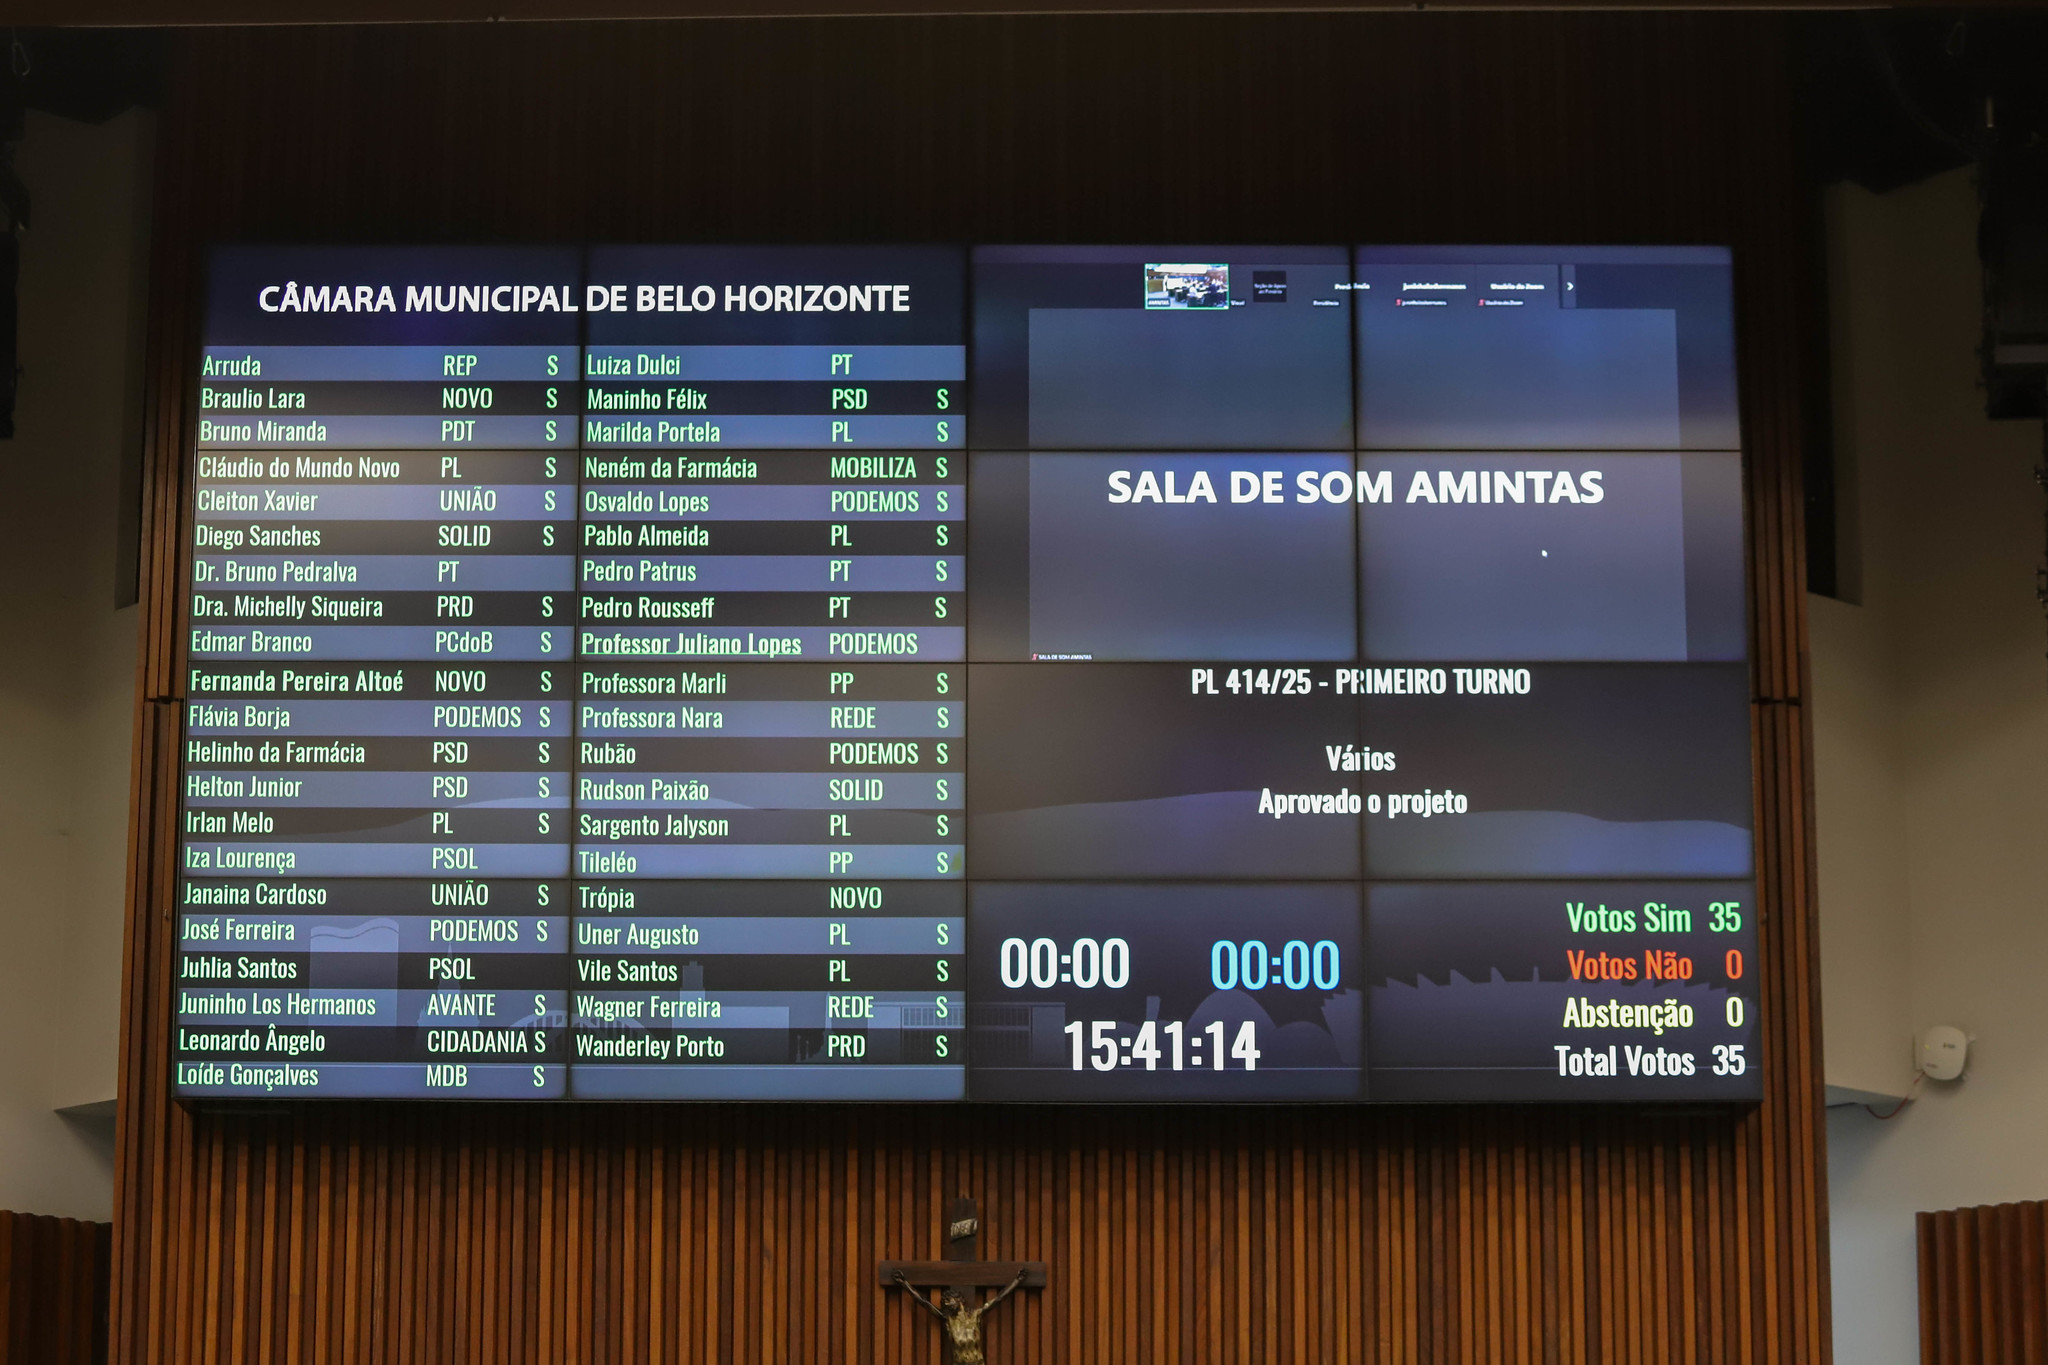 CÂMARA MUNICIPAL DE BELO HORIZONTE
Arruda REP S
Braulio Lara NOVO S
Bruno Miranda PDT S
Cláudio do Mundo Novo PL S
Cleiton Xavier UNIÃO S
Diego Sanches SOLID S
Dr. Bruno Pedralva PT
Dra. Michelly Siqueira PRD S
Edmar Branco PCdoB S
Fernanda Pereira Altoé NOVO S
Flávia Borja PODEMOS S
Helinho da Farmácia PSD S
Helton Junior PSD S
Irlan Melo PL S
Iza Lourença PSOL
Janaina Cardoso UNIÃO S
José Ferreira PODEMOS S
Juhlia Santos PSOL
Juninho Los Hermanos AVANTE S
Leonardo Ângelo CIDADANIA S
Loíde Gonçalves MDB S
Luiza Dulci PT
Maninho Félix PSD S
Marilda Portela PL S
Neném da Farmácia MOBILIZA S
Osvaldo Lopes PODEMOS S
Pablo Almeida PL S
Pedro Patrus PT S
Pedro Rousseff PT S
Professor Juliano Lopes PODEMOS
Professora Marli PP S
Professora Nara REDE S
Rubão PODEMOS S
Rudson Paixão SOLID S
Sargento Jalyson PL S
Tileléo PP S
Trópia NOVO
Uner Augusto PL S
Vile Santos PL S
Wagner Ferreira REDE S
Wanderley Porto PRD S
SALA DE SOM AMINTAS
SALA DE SOM AMINTAS
PL 414/25 - PRIMEIRO TURNO
Vários
Aprovado o projeto
00:00 00:00
15:41:14
Votos Sim 35
Votos Não 0
Abstenção 0
Total Votos 35